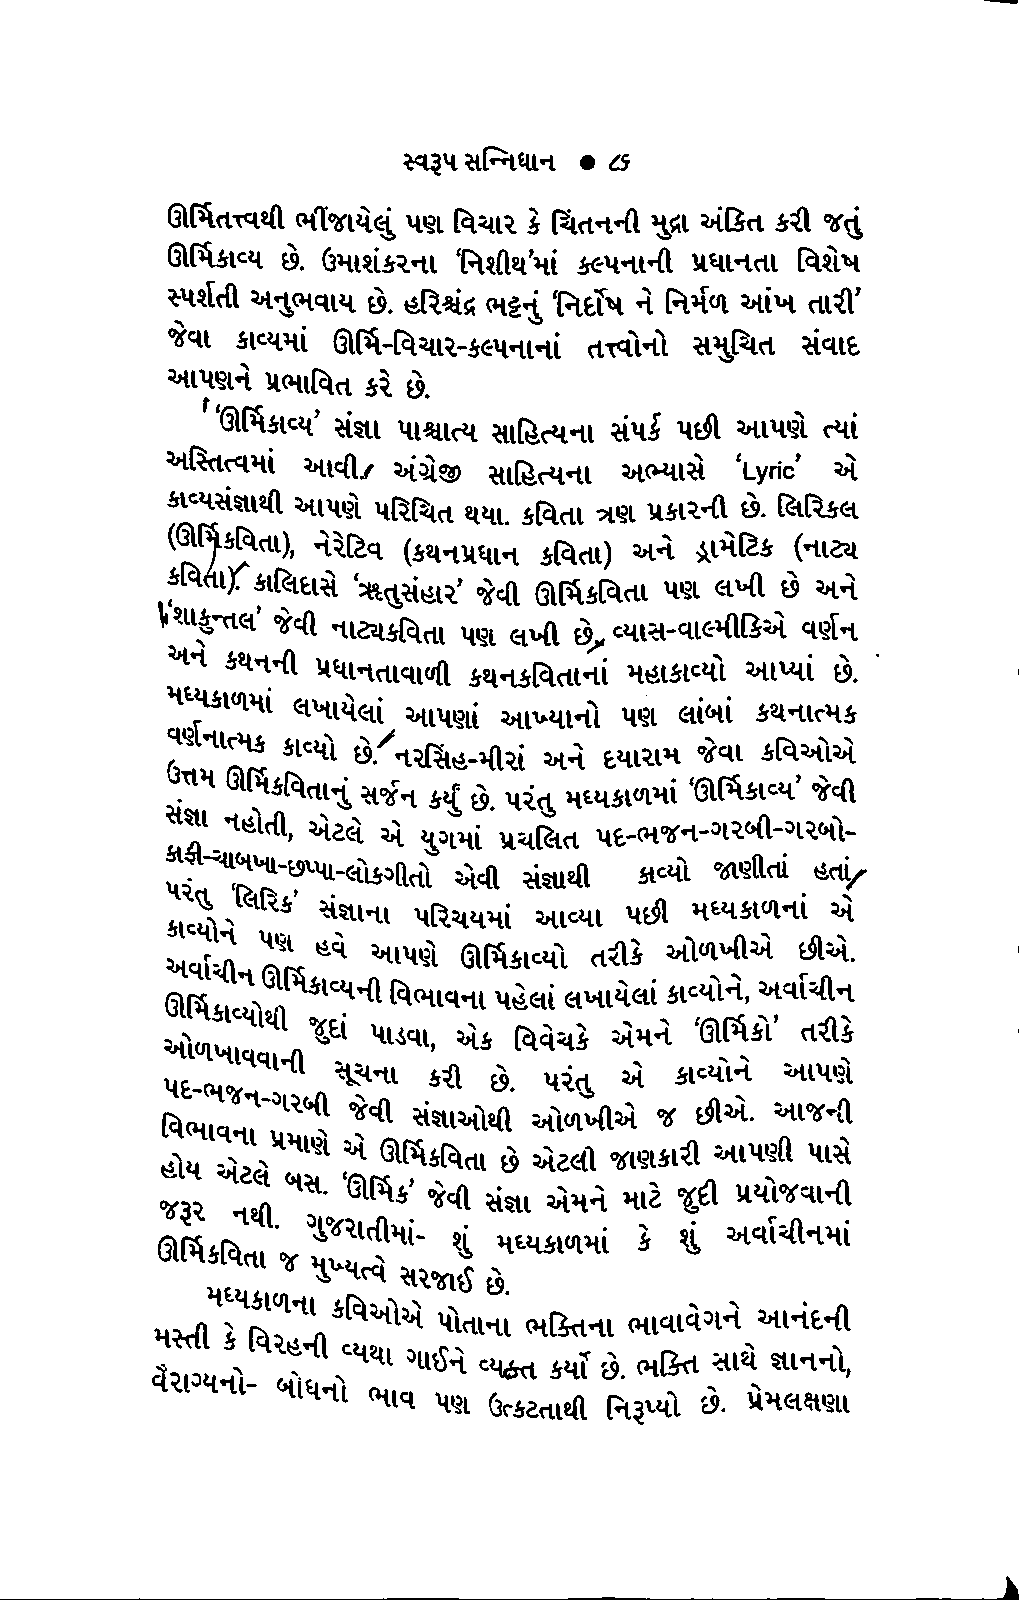 સ્વરૂપ સન્નિધાન ● ૮૬
ઊર્મિતત્ત્વથી ભીંજાયેલું પણ વિચાર કે ચિંતનની મુદ્રા અંકિત કરી જતું
ઊર્મિકાવ્ય છે. ઉમાશંકરના ‘નિશીથ’માં કલ્પનાની પ્રધાનતા વિશેષ
સ્પર્શતી અનુભવાય છે. હરિશ્ચંદ્ર ભટ્ટનું ‘નિર્દોષ ને નિર્મળ આંખ તારી’
જેવા કાવ્યમાં ઊર્મિ-વિચાર-કલ્પનાનાં તત્ત્વોનો સમુચિત સંવાદ
આપણને પ્રભાવિત કરે છે.
‘ઊર્મિકાવ્ય’ સંજ્ઞા પાશ્ચાત્ય સાહિત્યના સંપર્ક પછી આપણે ત્યાં
અસ્તિત્વમાં આવી. અંગ્રેજી સાહિત્યના અભ્યાસે ‘Lyric’ એ
કાવ્યસંજ્ઞાથી આપણે પરિચિત થયા. કવિતા ત્રણ પ્રકારની છે. લિરિકલ
(ઊર્મિકવિતા), નેરેટિવ (કથનપ્રધાન કવિતા) અને ડ્રામેટિક (નાટ્ય
કવિતા). કાલિદાસે ‘ઋતુસંહાર’ જેવી ઊર્મિકવિતા પણ લખી છે અને
‘શાકુન્તલ’ જેવી નાટ્યકવિતા પણ લખી છે, વ્યાસ-વાલ્મીકિએ વર્ણન
અને કથનની પ્રધાનતાવાળી કથનકવિતાનાં મહાકાવ્યો આપ્યાં છે.
મધ્યકાળમાં લખાયેલાં આપણાં આખ્યાનો પણ લાંબાં કથનાત્મક
વર્ણનાત્મક કાવ્યો છે. નરસિંહ-મીરાં અને દયારામ જેવા કવિઓએ
ઉત્તમ ઊર્મિકવિતાનું સર્જન કર્યું છે. પરંતુ મધ્યકાળમાં ‘ઊર્મિકાવ્ય’ જેવી
સંજ્ઞા નહોતી, એટલે એ યુગમાં પ્રચલિત પદ-ભજન-ગરબી-ગરબો-
કાફી-ચાબખા-છપ્પા-લોકગીતો એવી સંજ્ઞાથી કાવ્યો જાણીતાં હતાં,
પરંતુ ‘લિરિક’ સંજ્ઞાના પરિચયમાં આવ્યા પછી મધ્યકાળનાં એ
કાવ્યોને પણ હવે આપણે ઊર્મિકાવ્યો તરીકે ઓળખીએ છીએ.
અર્વાચીન ઊર્મિકાવ્યની વિભાવના પહેલાં લખાયેલાં કાવ્યોને, અર્વાચીન
ઊર્મિકાવ્યોથી જુદાં પાડવા, એક વિવેચકે એમને ‘ઊર્મિકો’ તરીકે
ઓળખાવવાની સૂચના કરી છે. પરંતુ એ કાવ્યોને આપણે
પદ-ભજન-ગરબી જેવી સંજ્ઞાઓથી ઓળખીએ જ છીએ. આજની
વિભાવના પ્રમાણે એ ઊર્મિકવિતા છે એટલી જાણકારી આપણી પાસે
હોય એટલે બસ. ‘ઊર્મિક’ જેવી સંજ્ઞા એમને માટે જુદી પ્રયોજવાની
જરૂર નથી. ગુજરાતીમાં- શું મધ્યકાળમાં કે શું અર્વાચીનમાં
ઊર્મિકવિતા જ મુખ્યત્વે સરજાઈ છે.
મધ્યકાળના કવિઓએ પોતાના ભક્તિના ભાવાવેગને આનંદની
મસ્તી કે વિરહની વ્યથા ગાઈને વ્યક્ત કર્યો છે. ભક્તિ સાથે જ્ઞાનનો,
વૈરાગ્યનો- બોધનો ભાવ પણ ઉત્કટતાથી નિરૂપ્યો છે. પ્રેમલક્ષણા